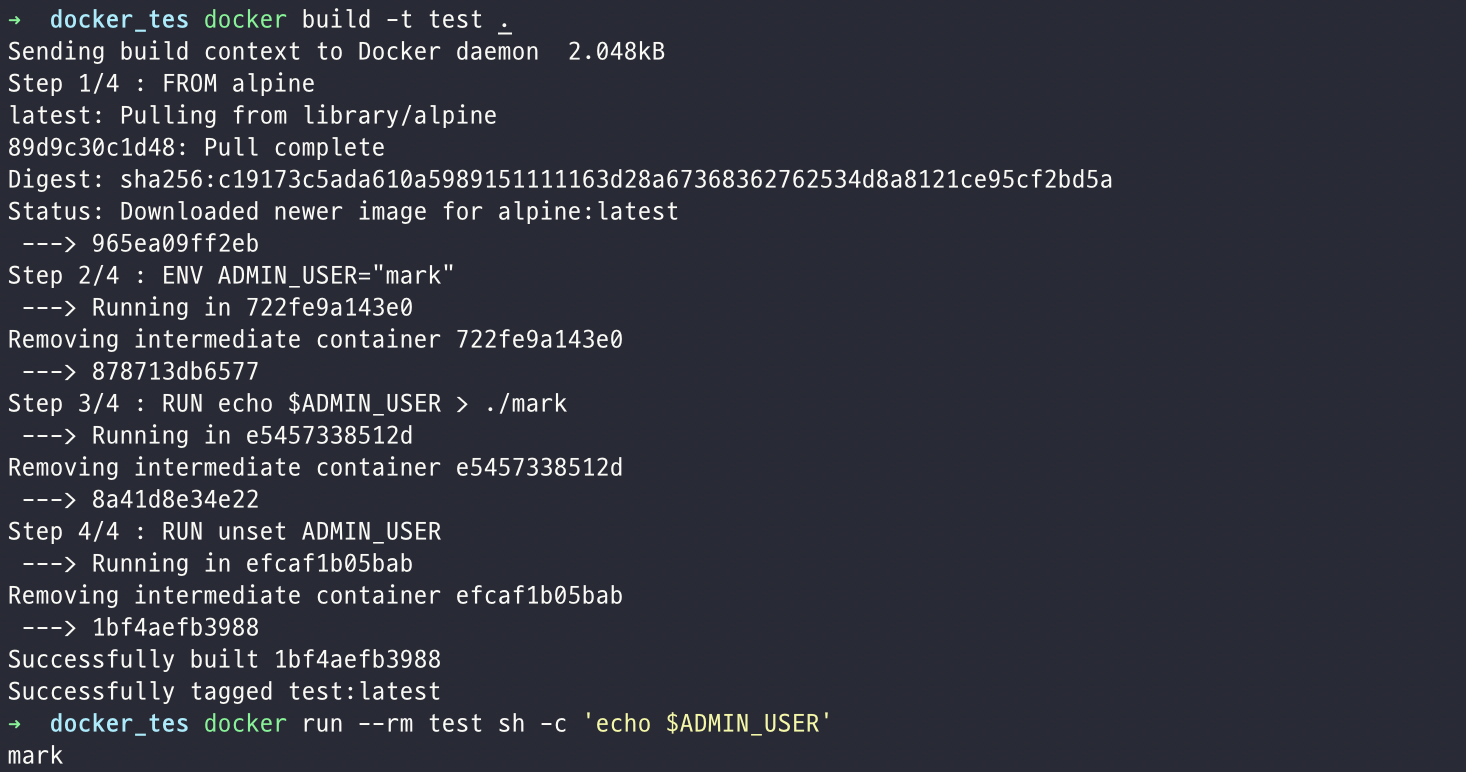 → docker_tes docker build -t test .
Sending build context to Docker daemon  2.048kB
Step 1/4 : FROM alpine
latest: Pulling from library/alpine
89d9c30c1d48: Pull complete
Digest: sha256:c19173c5ada610a5989151111163d28a67368362762534d8a8121ce95cf2bd5a
Status: Downloaded newer image for alpine:latest
 ---> 965ea09ff2eb
Step 2/4 : ENV ADMIN_USER="mark"
 ---> Running in 722fe9a143e0
Removing intermediate container 722fe9a143e0
 ---> 878713db6577
Step 3/4 : RUN echo $ADMIN_USER > ./mark
 ---> Running in e5457338512d
Removing intermediate container e5457338512d
 ---> 8a41d8e34e22
Step 4/4 : RUN unset ADMIN_USER
 ---> Running in efcaf1b05bab
Removing intermediate container efcaf1b05bab
 ---> 1bf4aefb3988
Successfully built 1bf4aefb3988
Successfully tagged test:latest
→ docker_tes docker run --rm test sh -c 'echo $ADMIN_USER'
mark